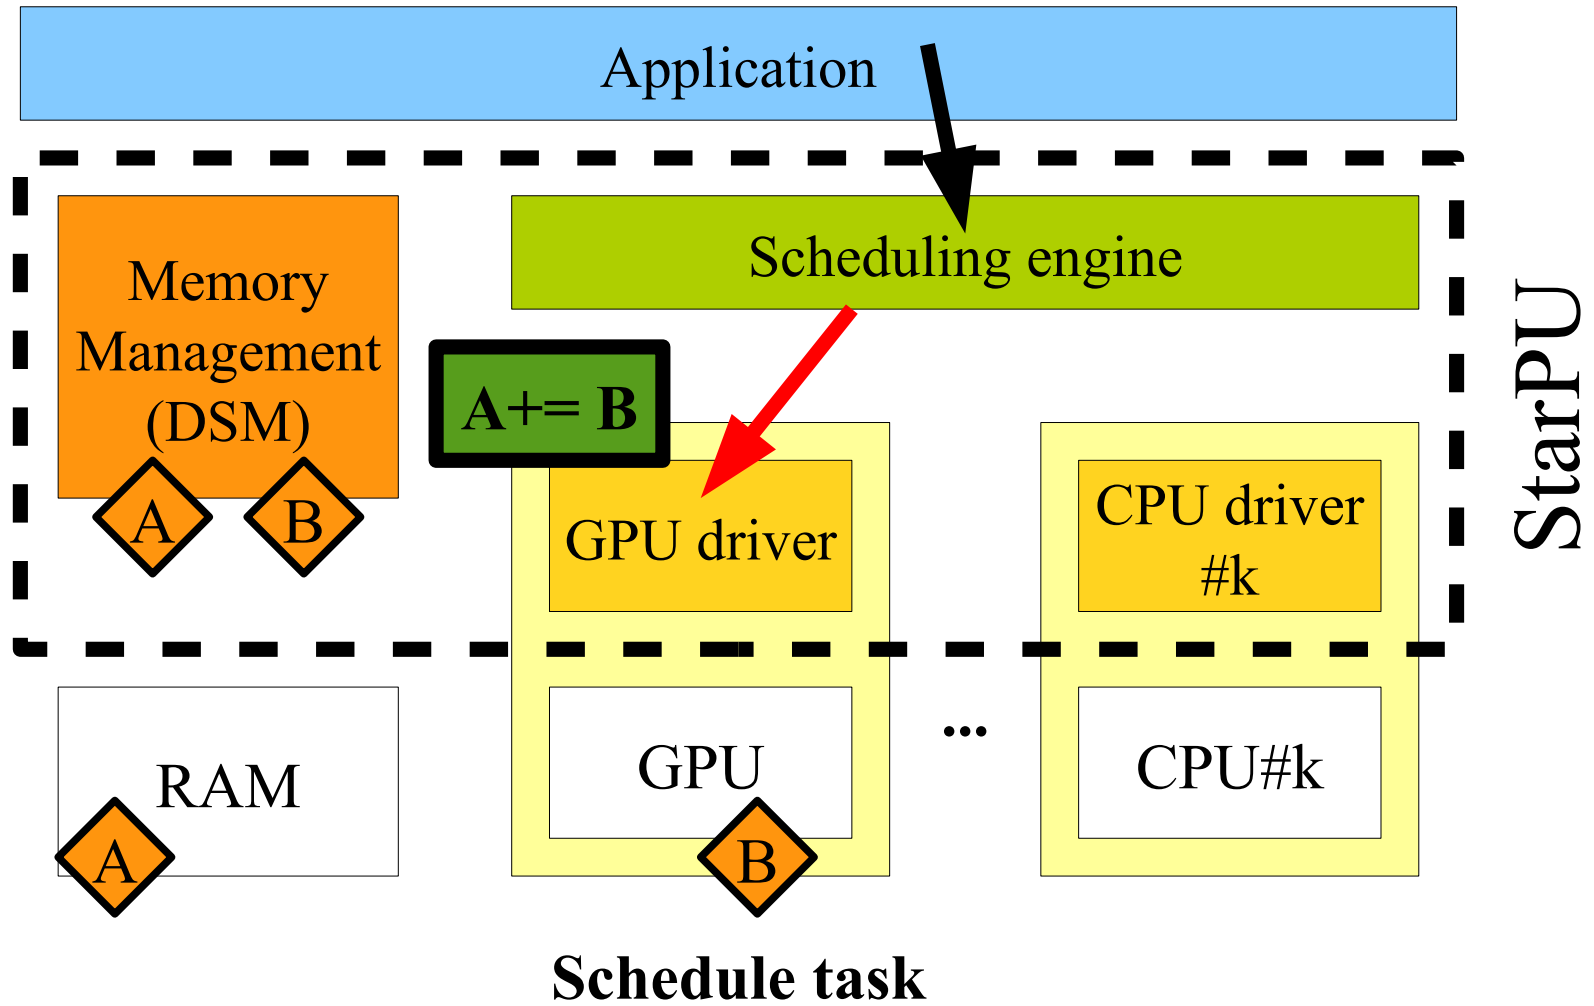 Application
Memory
Management
(DSM)
A
B
Scheduling engine
A+= B
GPU driver
CPU driver
#k
StarPU
RAM
A
GPU
B
...
CPU#k
Schedule task